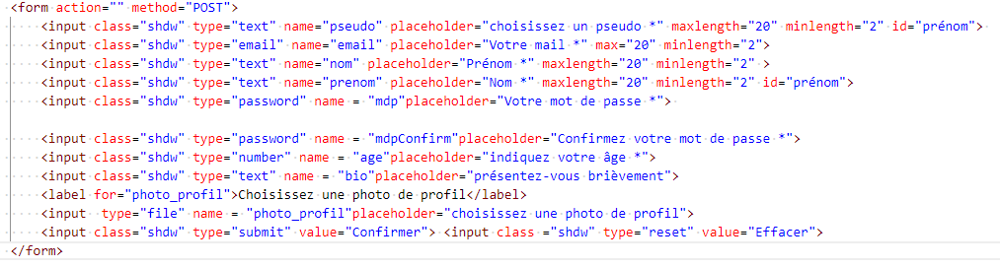 <form action="" method="POST">
<input class="shdw" type="text" name="pseudo" placeholder="choisissez un pseudo *" maxlength="20" minlength="2" id="prénom">
<input class="shdw" type="email" name="email" placeholder="Votre mail *" max="20" minlength="2">
<input class="shdw" type="text" name="nom" placeholder="Prénom *" maxlength="20" minlength="2" >
<input class="shdw" type="text" name="prenom" placeholder="Nom *" maxlength="20" minlength="2" id="prénom">
<input class="shdw" type="password" name = "mdp"placeholder="Votre mot de passe *">
<input class="shdw" type="password" name = "mdpConfirm"placeholder="Confirmez votre mot de passe *">
<input class="shdw" type="number" name = "age"placeholder="indiquez votre âge *">
<input class="shdw" type="text" name = "bio"placeholder="présentez-vous brièvement">
<label for="photo_profil">Choisissez une photo de profil</label>
<input  type="file" name = "photo_profil"placeholder="choisissez une photo de profil">
<input class="shdw" type="submit" value="Confirmer"> <input class ="shdw" type="reset" value="Effacer">
</form>